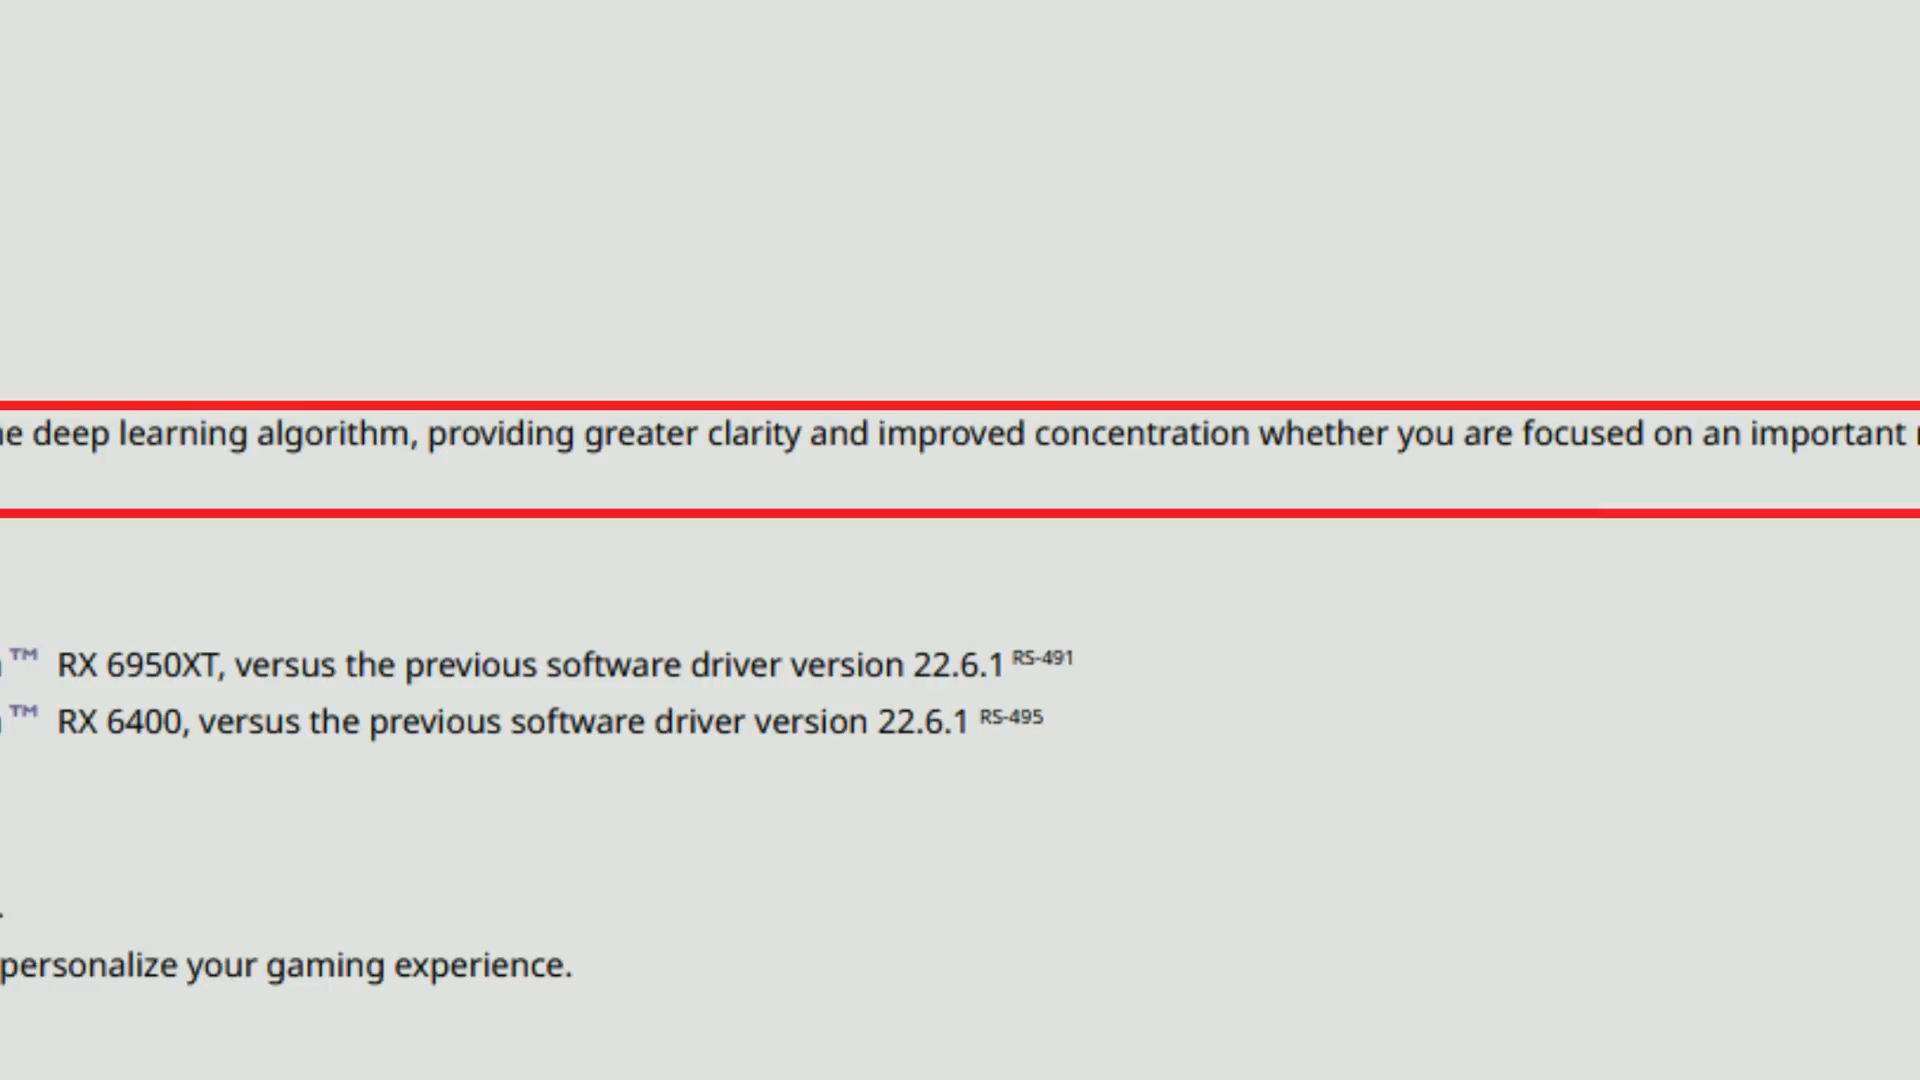 deep learning algorithm, providing greater clarity and improved concentration whether you are focused on an important
™ RX 6950XT, versus the previous software driver version 22.6.1 RS-491
™ RX 6400, versus the previous software driver version 22.6.1 RS-495
personalize your gaming experience.